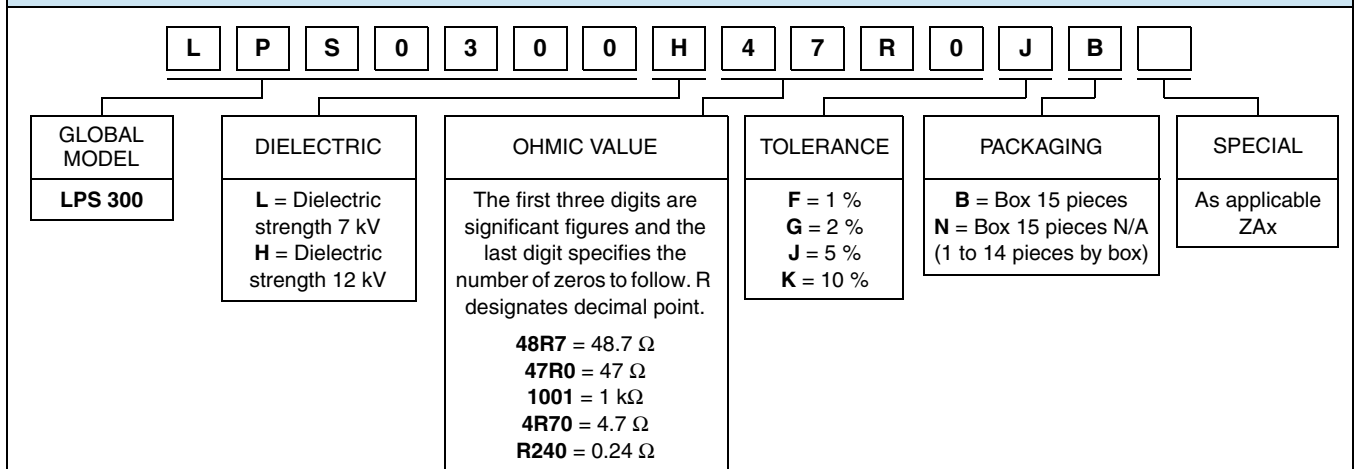 L P S 0 3 0 0 H 4 7 R 0 J B
GLOBAL
MODEL
LPS 300
DIELECTRIC
L = Dielectric
strength 7 kV
H = Dielectric
strength 12 kV
OHMIC VALUE
The first three digits are
significant figures and the
last digit specifies the
number of zeros to follow. R
designates decimal point.
48R7 = 48.7 Ω
47R0 = 47 Ω
1001 = 1 kΩ
4R70 = 4.7 Ω
R240 = 0.24 Ω
TOLERANCE
F = 1 %
G = 2 %
J = 5 %
K = 10 %
PACKAGING
B = Box 15 pieces
N = Box 15 pieces N/A
(1 to 14 pieces by box)
SPECIAL
As applicable
ZAx